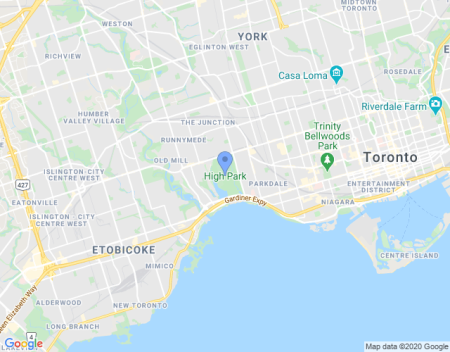 WESTON
MIDTOWN
TORONTO
YORK
EGLINTON WEST
RICHVIEW
ROSEDALE
Casa Loma
Riverdale Farm
HUMBER
VALLEY VILLAGE
THE JUNCTION
Trinity
Bellwoods
Park
RUNNYMEDE
OLD MILL
Toronto
ISLINGTON-CITY
CENTRE WEST
High Park
PARKDALE
ENTERTAINMENT
DISTRICT
427
EATONVILLE
Gardiner Expy
NIAGARA
ISLINGTON - CITY
CENTRE WEST
ETOBICOKE
CENTRE ISLAND
MIMICO
Queen Elizabeth Way
ALDERWOOD
NEW TORONTO
LONG BRANCH
4
Google
Map data ©2020 Google